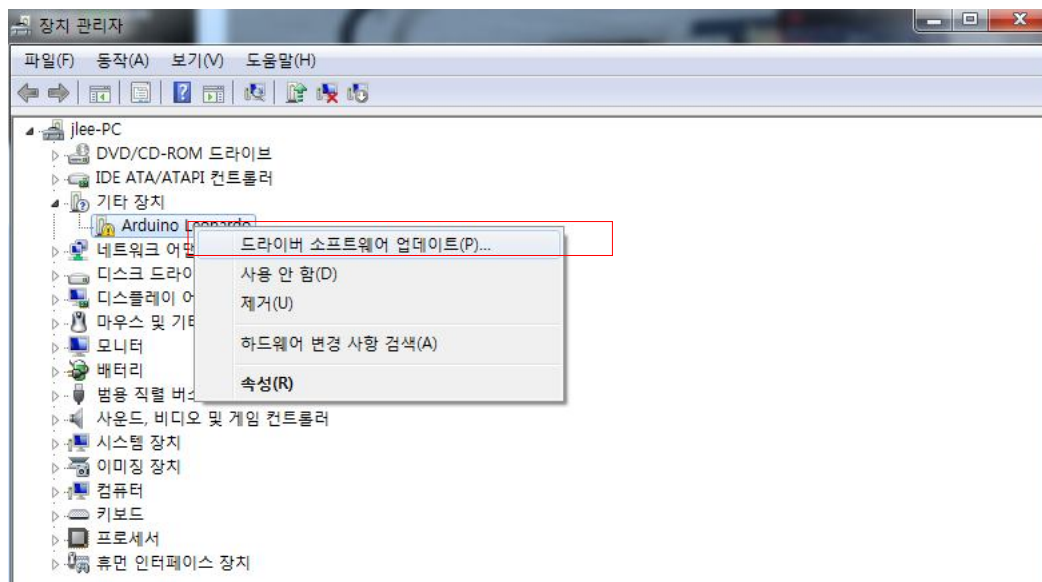 장치 관리자
파일(F) 동작(A) 보기(V) 도움말(H)
jlee-PC
DVD/CD-ROM 드라이브
IDE ATA/ATAPI 컨트롤러
기타 장치
Arduino Leonardo
네트워크 어댑
디스크 드라이
디스플레이 어
마우스 및 기타
모니터
배터리
범용 직렬 버스
사운드, 비디오 및 게임 컨트롤러
시스템 장치
이미징 장치
컴퓨터
키보드
프로세서
휴먼 인터페이스 장치
드라이버 소프트웨어 업데이트(P)...
사용 안 함(D)
제거(U)
하드웨어 변경 사항 검색(A)
속성(R)